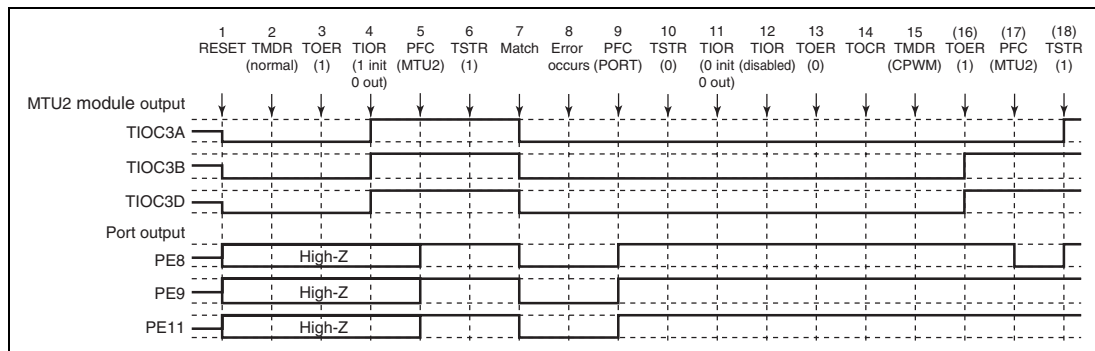 1 2 3 4 5 6 7 8 9 10 11 12 13 14 15 (16) (17) (18)
RESET TMDR TOER TIOR PFC TSTR Match Error PFC TSTR TIOR TIOR TOER TOCR TMDR TOER PFC TSTR
(normal) (1) (1 init (MTU2) (1) occurs (PORT) (0) (0 init (disabled) (0) (CPWM) (1) (MTU2) (1)
0 out) 0 out)
MTU2 module output
TIOC3A
TIOC3B
TIOC3D
Port output
PE8 High-Z
PE9 High-Z
PE11 High-Z